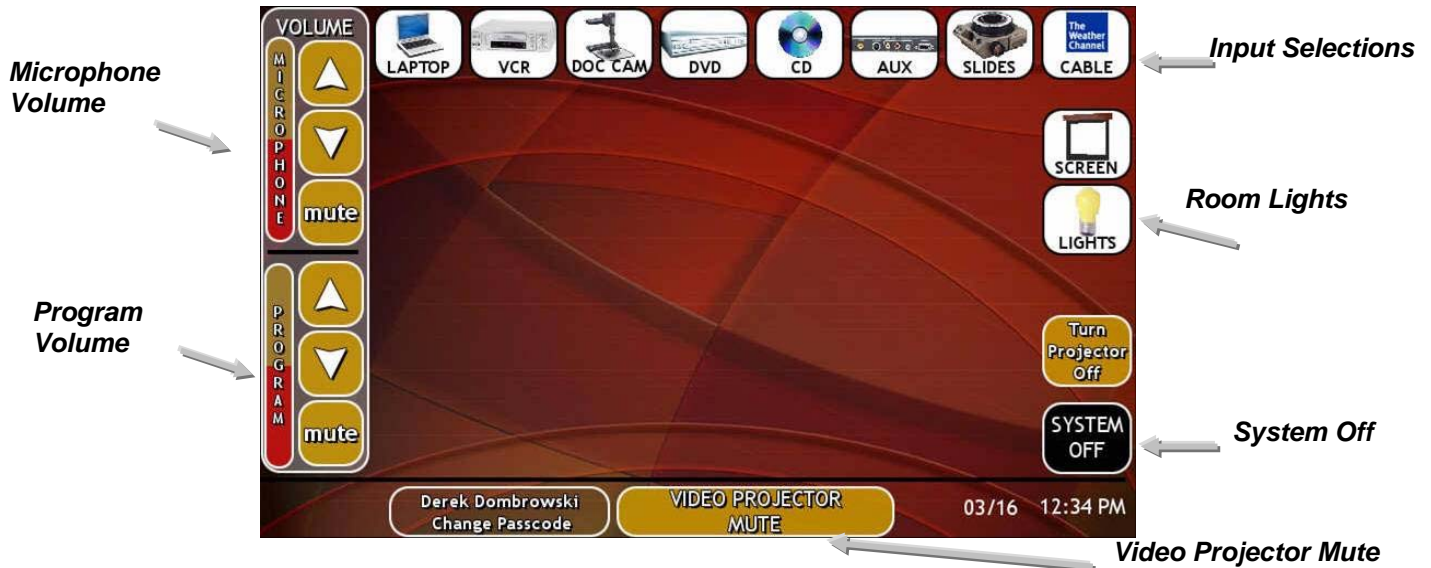 Microphone
Volume
Program
Volume
VOLUME
MICROPHONE
mute
PROGRAM
mute
LAPTOP
VCR
DOC CAM
DVD
CD
AUX
SLIDES
The
Weather
Channel
CABLE
SCREEN
LIGHTS
Turn
Projector
Off
SYSTEM
OFF
Derek Dombrowski
Change Passcode
VIDEO PROJECTOR
MUTE
03/16 12:34 PM
Input Selections
Room Lights
System Off
Video Projector Mute